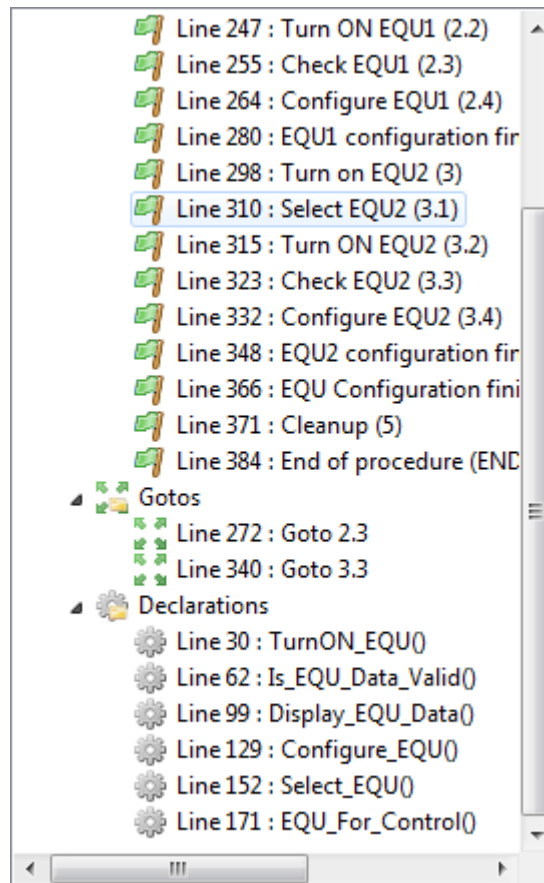 Line 247 : Turn ON EQU1 (2.2)
Line 255 : Check EQU1 (2.3)
Line 264 : Configure EQU1 (2.4)
Line 280 : EQU1 configuration fin
Line 298 : Turn on EQU2 (3)
Line 310 : Select EQU2 (3.1)
Line 315 : Turn ON EQU2 (3.2)
Line 323 : Check EQU2 (3.3)
Line 332 : Configure EQU2 (3.4)
Line 348 : EQU2 configuration fin
Line 366 : EQU Configuration fini
Line 371 : Cleanup (5)
Line 384 : End of procedure (END
Gotos
Line 272 : Goto 2.3
Line 340 : Goto 3.3
Declarations
Line 30 : TurnON_EQU()
Line 62 : Is_EQU_Data_Valid()
Line 99 : Display_EQU_Data()
Line 129 : Configure_EQU()
Line 152 : Select_EQU()
Line 171 : EQU_For_Control()